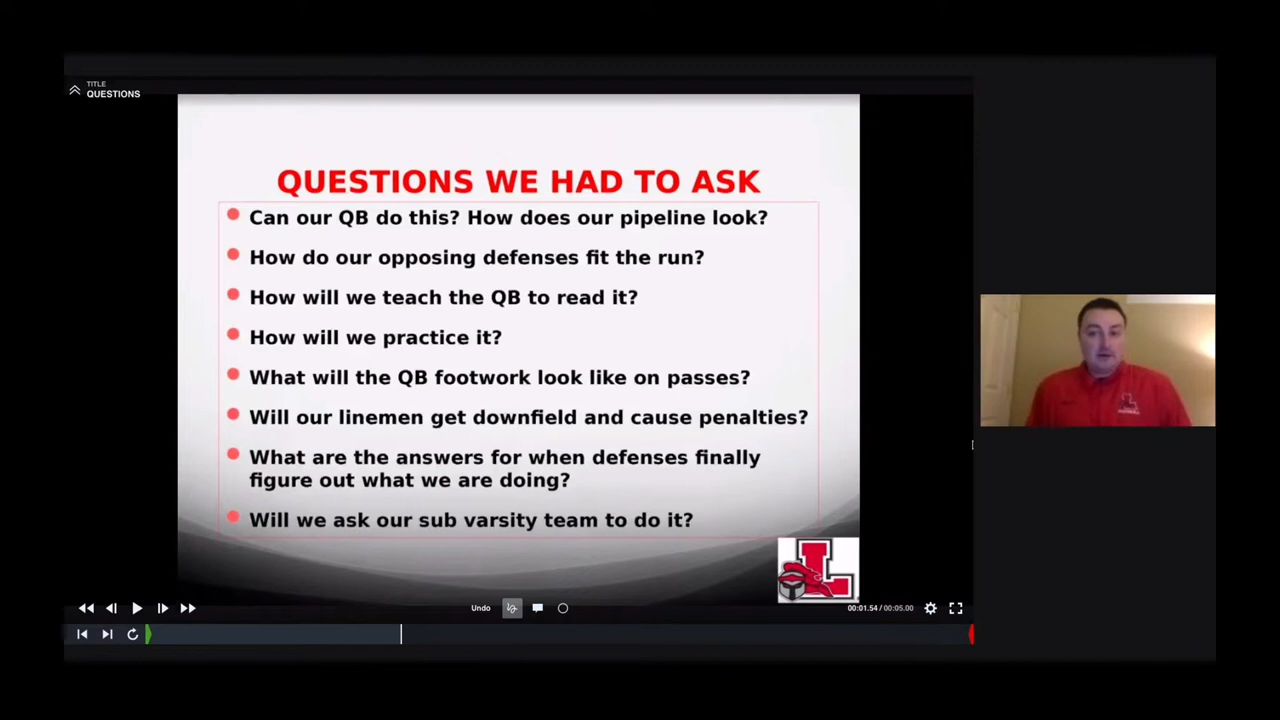 TITLE
QUESTIONS
QUESTIONS WE HAD TO ASK
Can our QB do this? How does our pipeline look?
How do our opposing defenses fit the run?
How will we teach the QB to read it?
How will we practice it?
What will the QB footwork look like on passes?
Will our linemen get downfield and cause penalties?
What are the answers for when defenses finally
figure out what we are doing?
Will we ask our sub varsity team to do it?
L
L
Undo
00:01.54 / 00:05.00